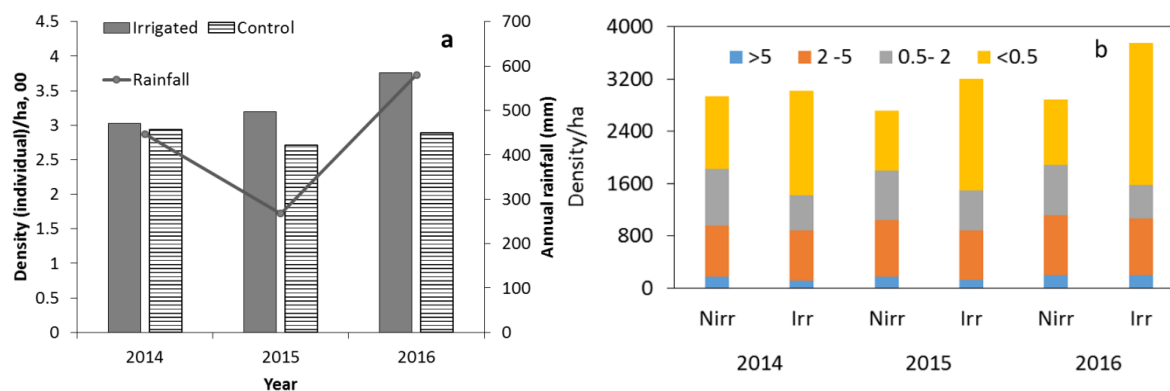 4.5
4
3.5
3
2.5
2
1.5
1
0.5
0
Density (individual)/ha, 00
Irrigated Control
Rainfall
a
700
600
500
400
300
200
100
0
Annual rainfall (mm)
2014 2015 2016
Year
4000
3200
2400
1600
800
0
Density/ha
>5 2 -5 0.5- 2 <0.5
b
Nirr Irr Nirr Irr Nirr Irr
2014 2015 2016